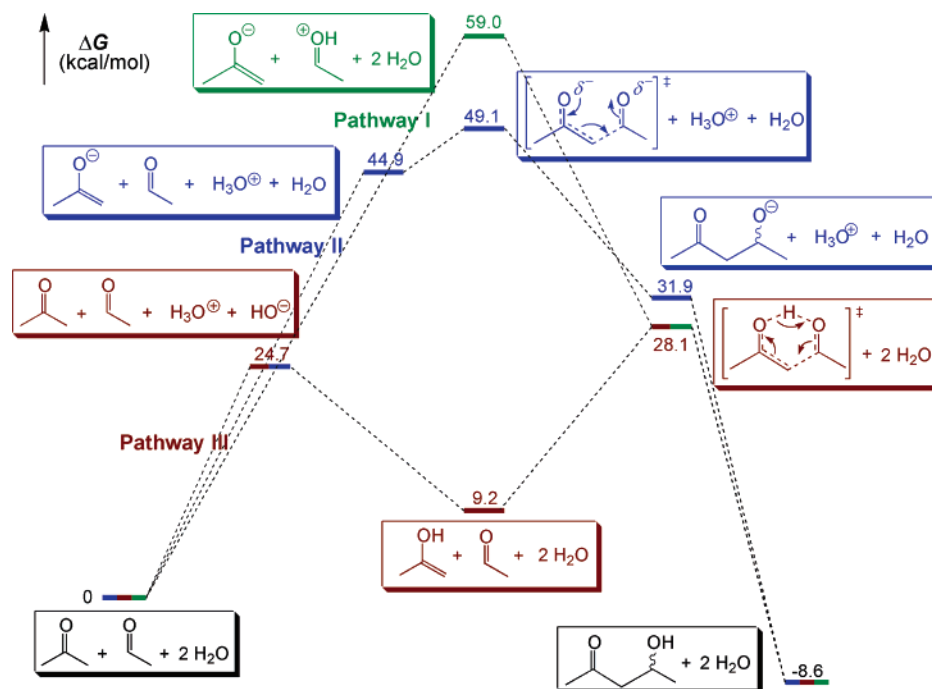 ΔG
(kcal/mol)
O⊖ + ⊕OH + 2 H2O
59.0
Pathway I
[O δ− O δ−]‡ + H3O⊕ + H2O
49.1
O⊖ + O + H3O⊕ + H2O
44.9
Pathway II
O O⊖ + H3O⊕ + H2O
31.9
O + O + H3O⊕ + HO⊖
24.7
[O H O]‡ + 2 H2O
28.1
Pathway III
9.2
OH + O + 2 H2O
0
O + O + 2 H2O
O OH + 2 H2O
-8.6